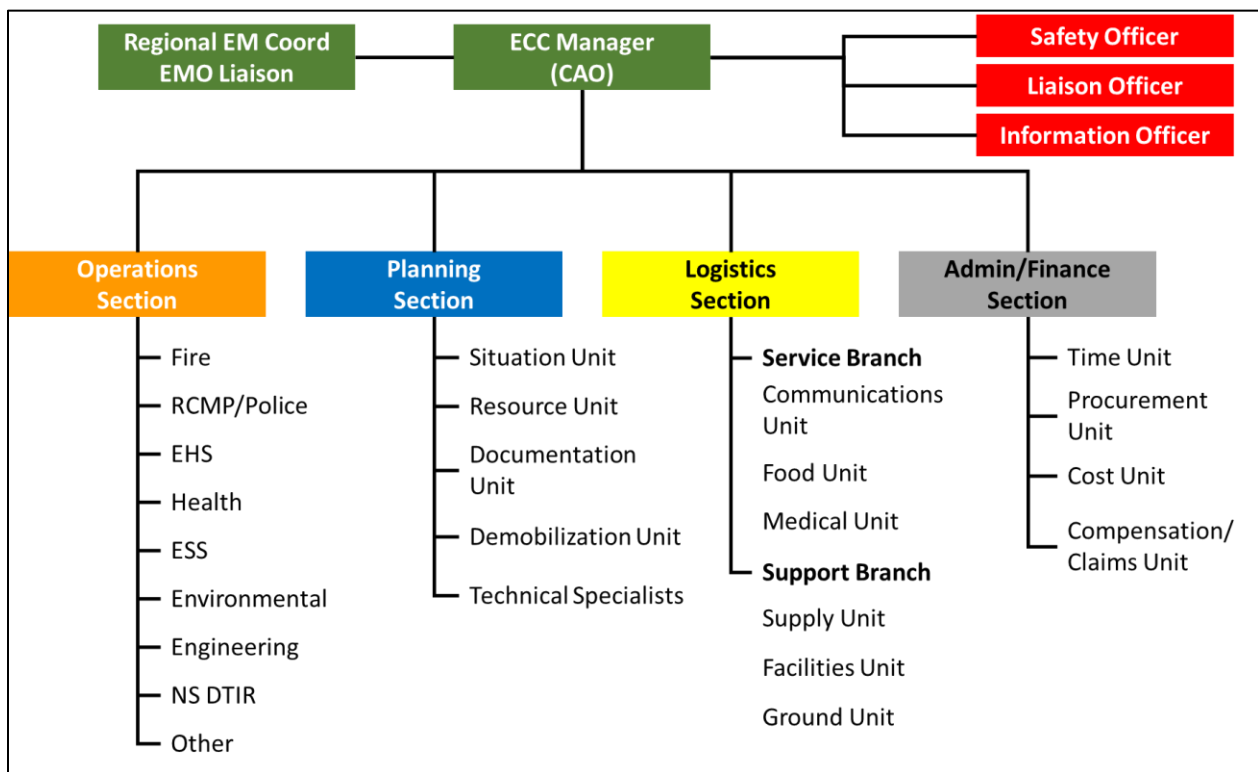 Regional EM Coord
EMO Liaison
ECC Manager
(CAO)
Safety Officer
Liaison Officer
Information Officer
Operations
Section
Fire
RCMP/Police
EHS
Health
ESS
Environmental
Engineering
NS DTIR
Other
Planning
Section
Situation Unit
Resource Unit
Documentation
Unit
Demobilization Unit
Technical Specialists
Logistics
Section
Service Branch
Communications
Unit
Food Unit
Medical Unit
Support Branch
Supply Unit
Facilities Unit
Ground Unit
Admin/Finance
Section
Time Unit
Procurement
Unit
Cost Unit
Compensation/
Claims Unit